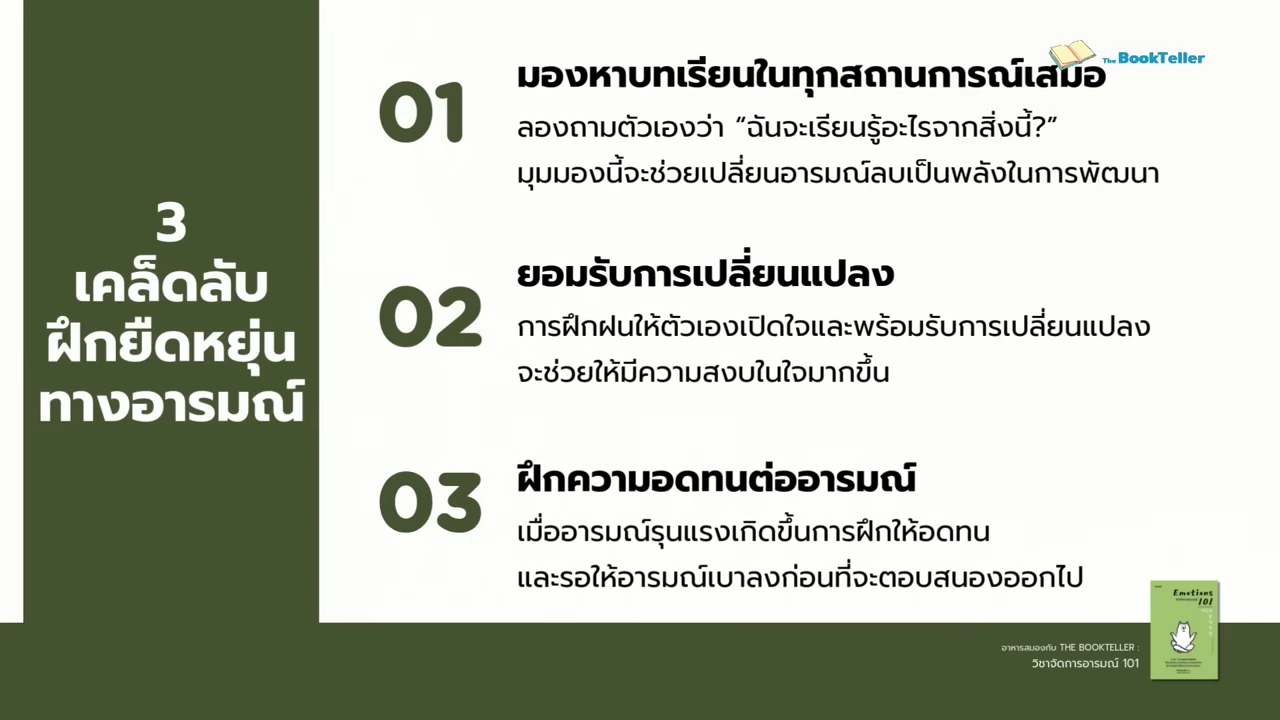 The BookTeller
3
เคล็ดลับ
ฝึกยืดหยุ่น
ทางอารมณ์
01
มองหาบทเรียนในทุกสถานการณ์เสมอ
ลองถามตัวเองว่า “ฉันจะเรียนรู้อะไรจากสิ่งนี้?”
มุมมองนี้จะช่วยเปลี่ยนอารมณ์ลบเป็นพลังในการพัฒนา
02
ยอมรับการเปลี่ยนแปลง
การฝึกฝนให้ตัวเองเปิดใจและพร้อมรับการเปลี่ยนแปลง
จะช่วยให้มีความสงบในใจมากขึ้น
03
ฝึกความอดทนต่ออารมณ์
เมื่ออารมณ์รุนแรงเกิดขึ้นการฝึกให้อดทน
และรอให้อารมณ์เบาลงก่อนที่จะตอบสนองออกไป
อาหารสมองกับ THE BOOKTELLER :
วิชาจัดการอารมณ์ 101
Emotions
101